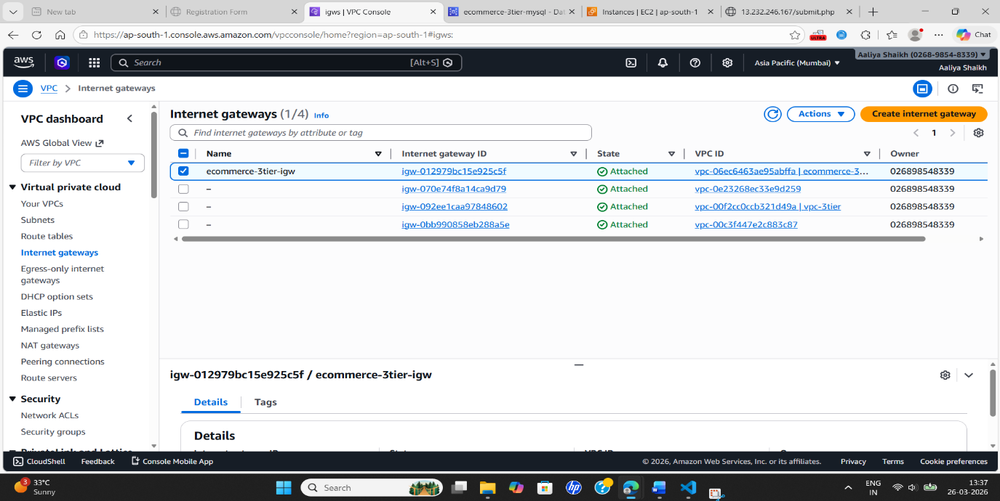 New tab
Registration Form
igws | VPC Console
ecommerce-3tier-mysql - Dat
Instances | EC2 | ap-south-1
13.232.246.167/submit.php
https://ap-south-1.console.aws.amazon.com/vpcconsole/home?region=ap-south-1#igws:
ULTRA
Chat
aws
Search
[Alt+S]
Asia Pacific (Mumbai)
Aaliya Shaikh (0268-9854-8339)
Aaliya Shaikh
VPC
Internet gateways
VPC dashboard
AWS Global View
Filter by VPC
Virtual private cloud
Your VPCs
Subnets
Route tables
Internet gateways
Egress-only internet
gateways
DHCP option sets
Elastic IPs
Managed prefix lists
NAT gateways
Peering connections
Route servers
Security
Network ACLs
Security groups
PrivateLink and Lattice
Internet gateways (1/4) Info
Actions
Create internet gateway
Find internet gateways by attribute or tag
1
Name Internet gateway ID State VPC ID Owner
ecommerce-3tier-igw igw-012979bc15e925c5f Attached vpc-06ec6463ae95abffa | ecommerce-3... 026898548339
– igw-070e74f8a14ca9d79 Attached vpc-0e23268ec33e9d259 026898548339
– igw-092ee1caa97848602 Attached vpc-00f2cc0ccb321d49a | vpc-3tier 026898548339
– igw-0bb990858eb288a5e Attached vpc-00c3f447e2c883c87 026898548339
igw-012979bc15e925c5f / ecommerce-3tier-igw
Details
Tags
Details
CloudShell
Feedback
Console Mobile App
© 2026, Amazon Web Services, Inc. or its affiliates.
Privacy
Terms
Cookie preferences
3
33°C
Sunny
Search
hp
ENG
IN
13:37
26-03-2026